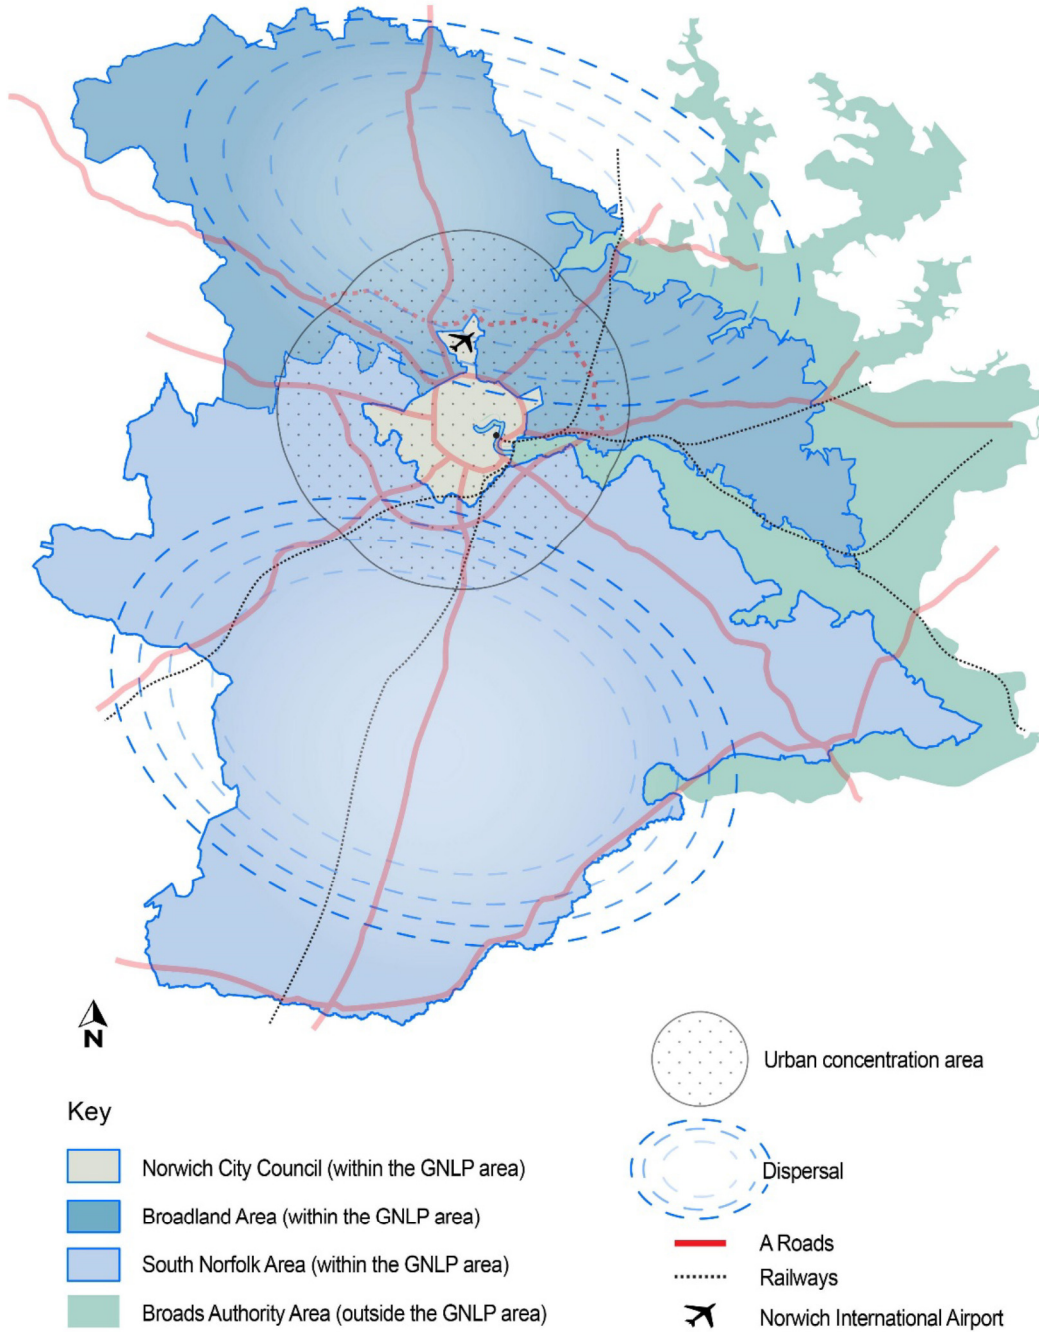 N
Key
Norwich City Council (within the GNLP area)
Broadland Area (within the GNLP area)
South Norfolk Area (within the GNLP area)
Broads Authority Area (outside the GNLP area)
Urban concentration area
Dispersal
A Roads
Railways
Norwich International Airport